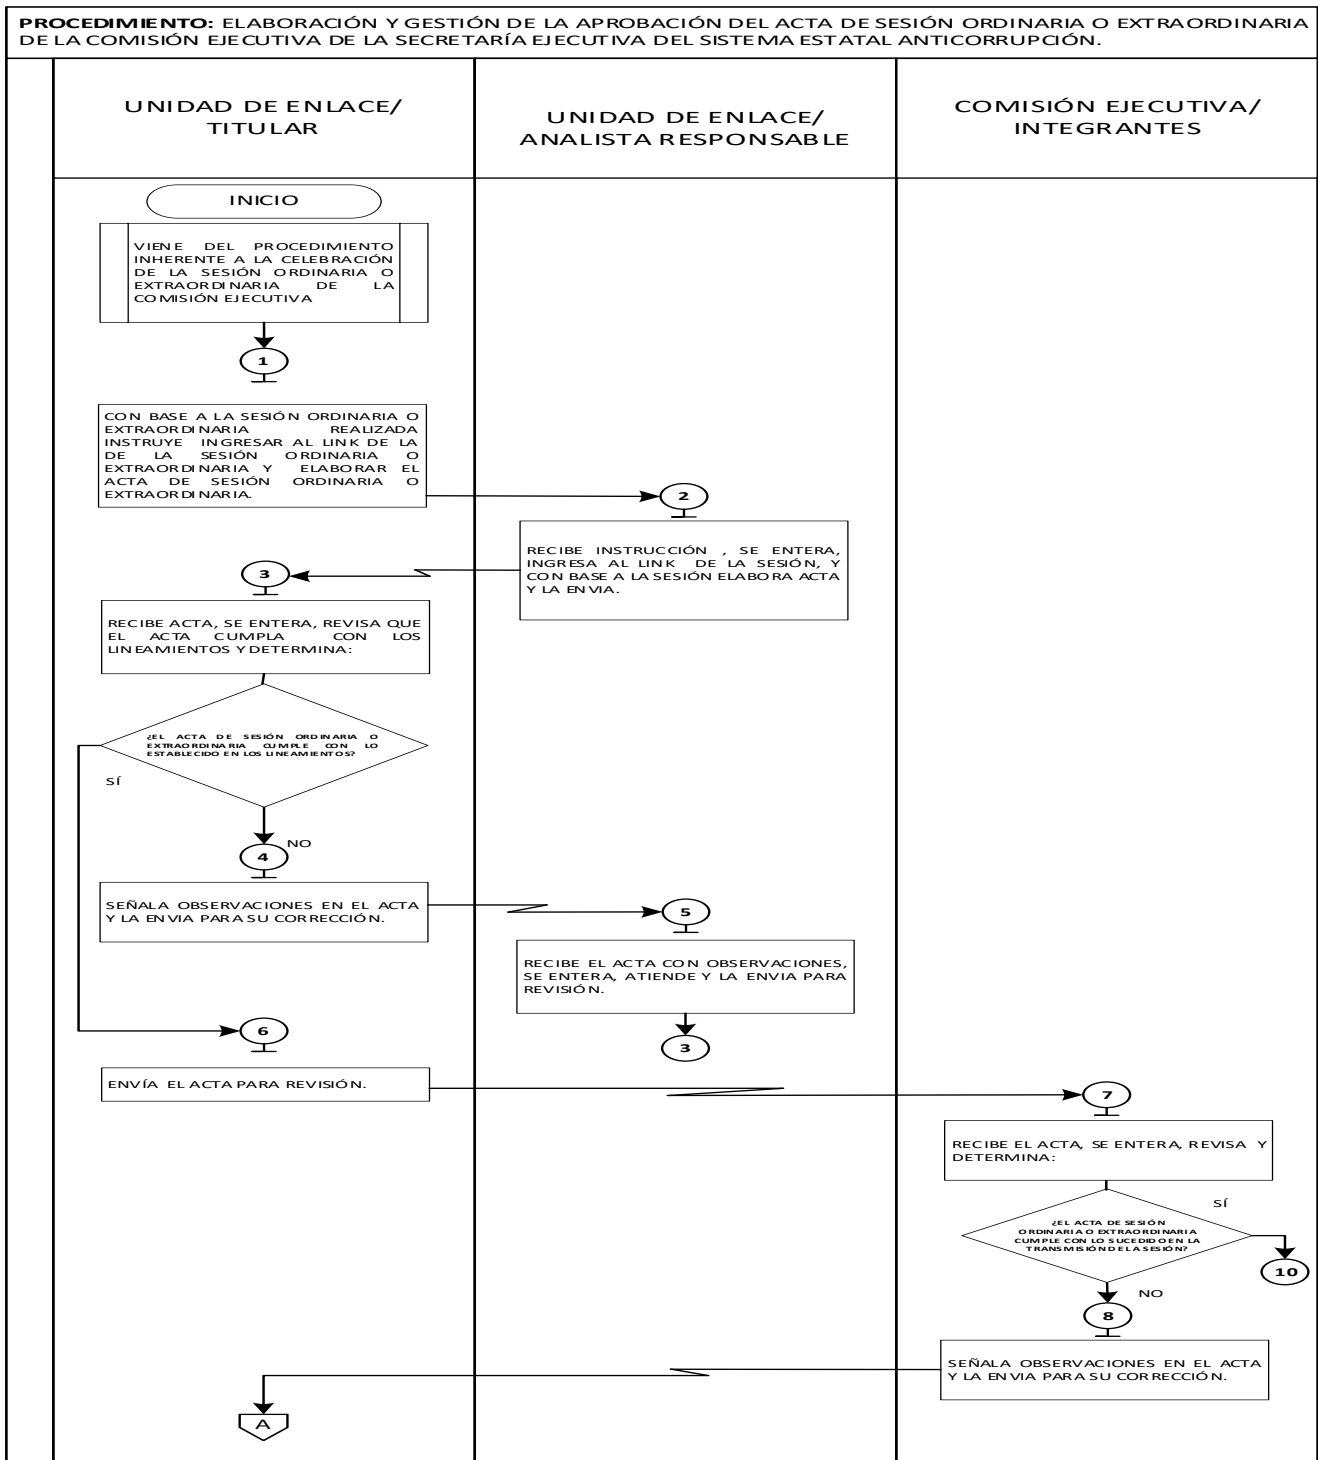 PROCEDIMIENTO: ELABORACIÓN Y GESTIÓN DE LA APROBACIÓN DEL ACTA DE SESIÓN ORDINARIA O EXTRAORDINARIA
DE LA COMISIÓN EJECUTIVA DE LA SECRETARÍA EJECUTIVA DEL SISTEMA ESTATAL ANTICORRUPCIÓN.
UNIDAD DE ENLACE/
TITULAR
UNIDAD DE ENLACE/
ANALISTA RESPONSABLE
COMISIÓN EJECUTIVA/
INTEGRANTES
INICIO
VIENE DEL PROCEDIMIENTO
INHERENTE A LA CELEBRACIÓN
DE LA SESIÓN ORDINARIA O
EXTRAORDINARIA DE LA
COMISIÓN EJECUTIVA
1
CON BASE A LA SESIÓN ORDINARIA O
EXTRAORDINARIA REALIZADA
INSTRUYE INGRESAR AL LINK DE LA
DE LA SESIÓN ORDINARIA O
EXTRAORDINARIA Y ELABORAR EL
ACTA DE SESIÓN ORDINARIA O
EXTRAORDINARIA.
2
RECIBE INSTRUCCIÓN , SE ENTERA,
INGRESA AL LINK DE LA SESIÓN, Y
CON BASE A LA SESIÓN ELABORA ACTA
Y LA ENVIA.
3
RECIBE ACTA, SE ENTERA, REVISA QUE
EL ACTA CUMPLA CON LOS
LINEAMIENTOS Y DETERMINA:
¿EL ACTA DE SESIÓN ORDINARIA O
EXTRAORDINARIA CUMPLE CON LO
ESTABLECIDO EN LOS LINEAMIENTOS?
SÍ
NO
4
SEÑALA OBSERVACIONES EN EL ACTA
Y LA ENVIA PARA SU CORRECCIÓN.
5
RECIBE EL ACTA CON OBSERVACIONES,
SE ENTERA, ATIENDE Y LA ENVIA PARA
REVISIÓN.
3
6
ENVÍA EL ACTA PARA REVISIÓN.
7
RECIBE EL ACTA, SE ENTERA, REVISA Y
DETERMINA:
¿EL ACTA DE SESIÓN
ORDINARIA O EXTRAORDINARIA
CUMPLE CON LO SUCEDIDO EN LA
TRANSMISIÓN DE LA SESIÓN?
SÍ
10
NO
8
SEÑALA OBSERVACIONES EN EL ACTA
Y LA ENVIA PARA SU CORRECCIÓN.
A